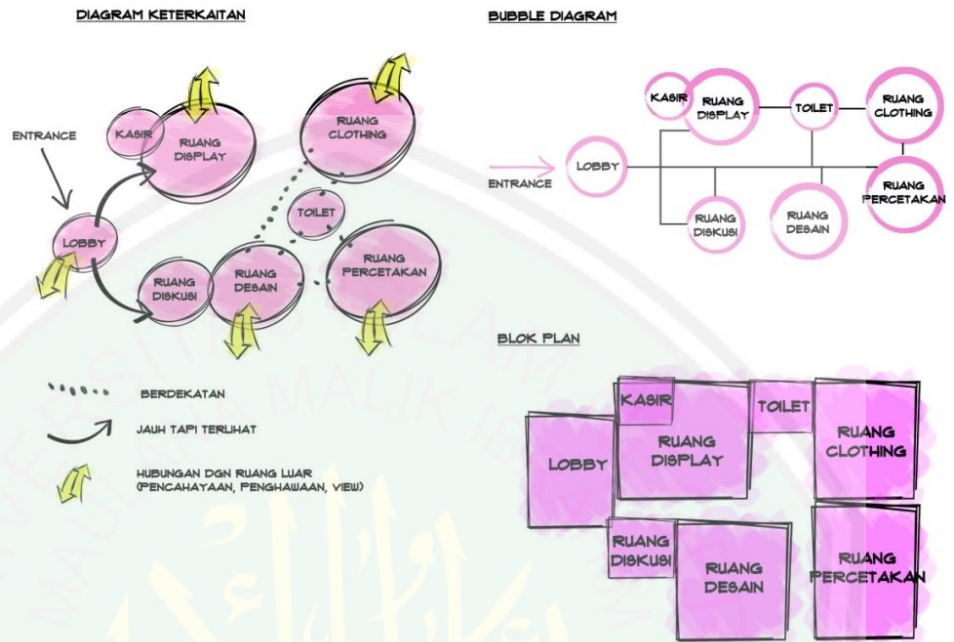 DIAGRAM KETERKAITAN
ENTRANCE
KASIR
RUANG
DISPLAY
RUANG
CLOTHING
LOBBY
TOILET
RUANG
DISKUSI
RUANG
DESAIN
RUANG
PERCETAKAN
BERDEKATAN
JAUH TAPI TERLIHAT
HUBUNGAN DGN RUANG LUAR
(PENCAHAYAAN, PENGHAWAAN, VIEW)
BUBBLE DIAGRAM
KASIR
RUANG
DISPLAY
TOILET
RUANG
CLOTHING
ENTRANCE
LOBBY
RUANG
DISKUSI
RUANG
DESAIN
RUANG
PERCETAKAN
BLOK PLAN
KASIR
TOILET
LOBBY
RUANG
DISPLAY
RUANG
CLOTHING
RUANG
DISKUSI
RUANG
DESAIN
RUANG
PERCETAKAN